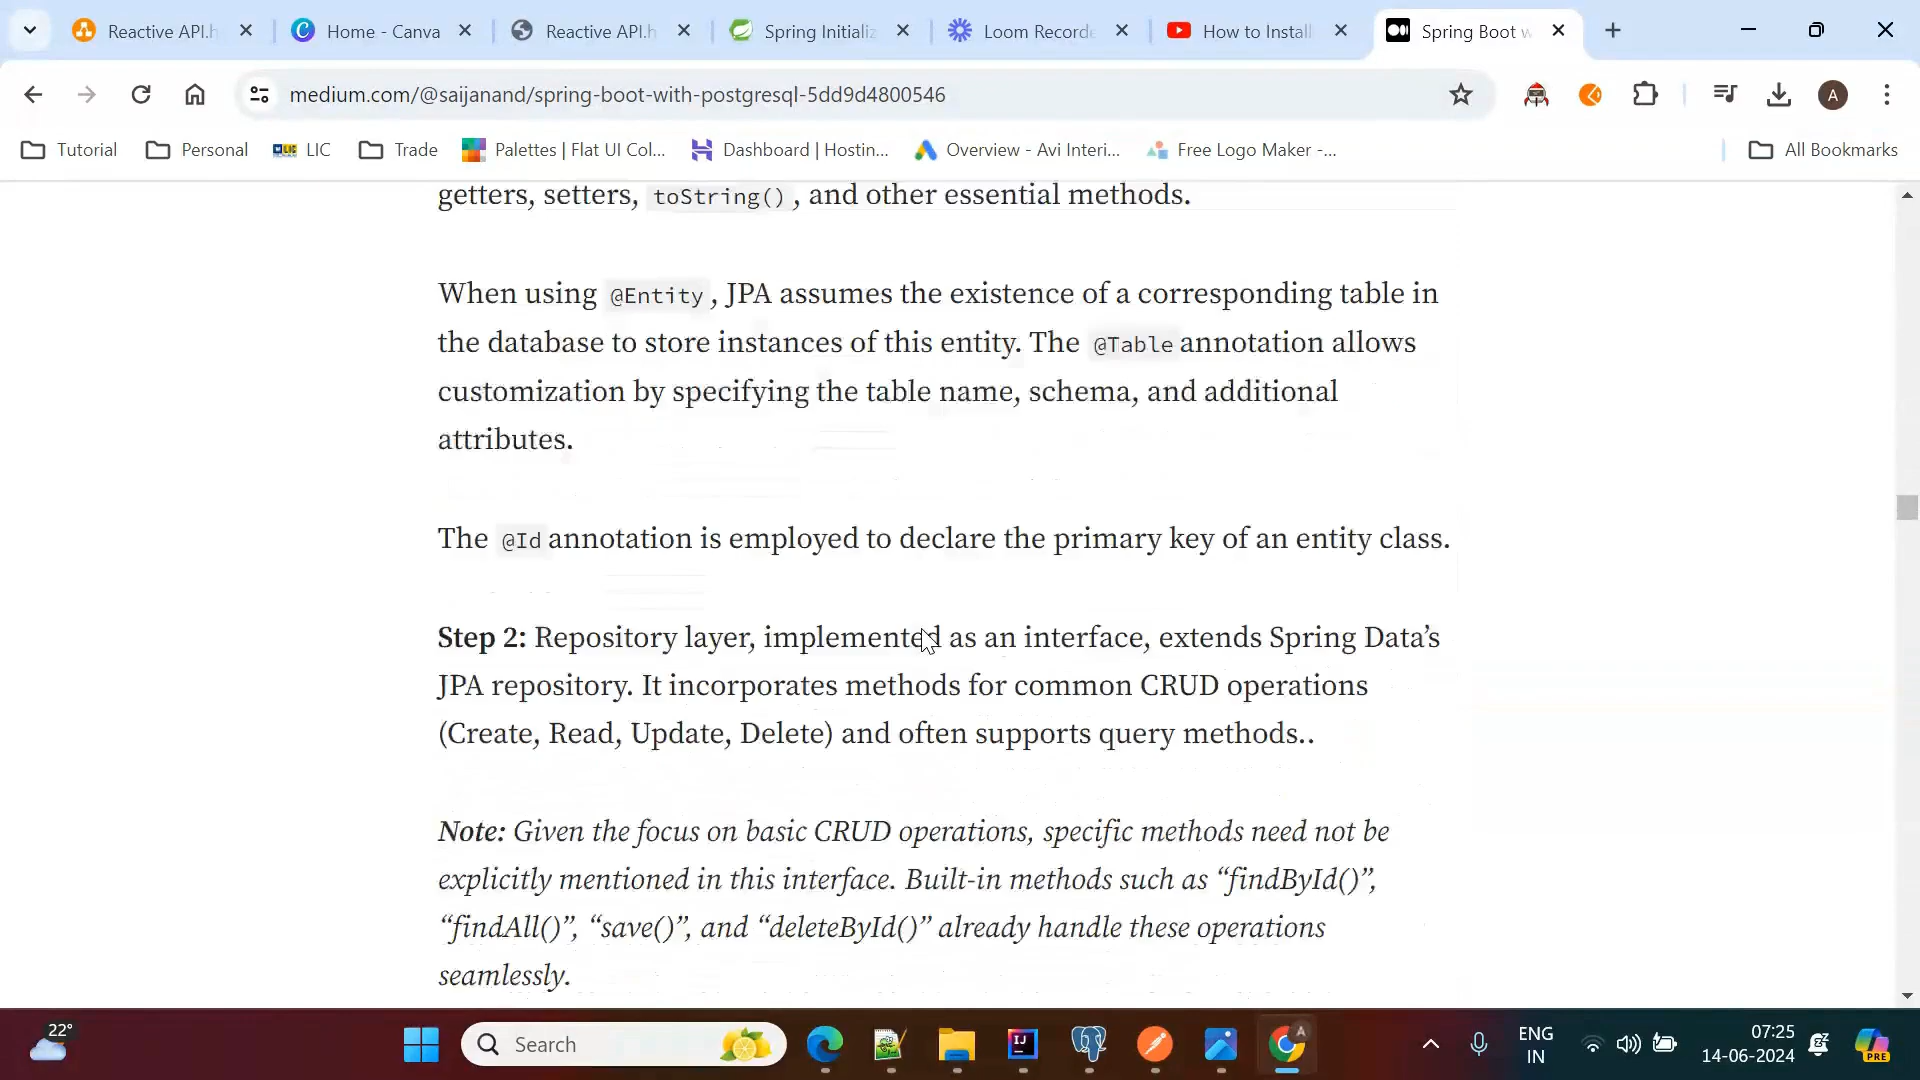 Reactive API.h
Home - Canva
Reactive API.h
Spring Initializ
Loom Recorde
How to Install
Spring Boot w
medium.com/@saijanand/spring-boot-with-postgresql-5dd9d4800546
A
Tutorial
Personal
LIC
Trade
Palettes | Flat UI Col...
Dashboard | Hostin...
Overview - Avi Interi...
Free Logo Maker -...
All Bookmarks
getters, setters, toString(), and other essential methods.
When using @Entity, JPA assumes the existence of a corresponding table in
the database to store instances of this entity. The @Table annotation allows
customization by specifying the table name, schema, and additional
attributes.
The @Id annotation is employed to declare the primary key of an entity class.
Step 2: Repository layer, implemented as an interface, extends Spring Data’s
JPA repository. It incorporates methods for common CRUD operations
(Create, Read, Update, Delete) and often supports query methods..
Note: Given the focus on basic CRUD operations, specific methods need not be
explicitly mentioned in this interface. Built-in methods such as “findById()”,
“findAll()”, “save()”, and “deleteById()” already handle these operations
seamlessly.
22°
Search
IJ
A
ENG
IN
07:25
14-06-2024
PRE